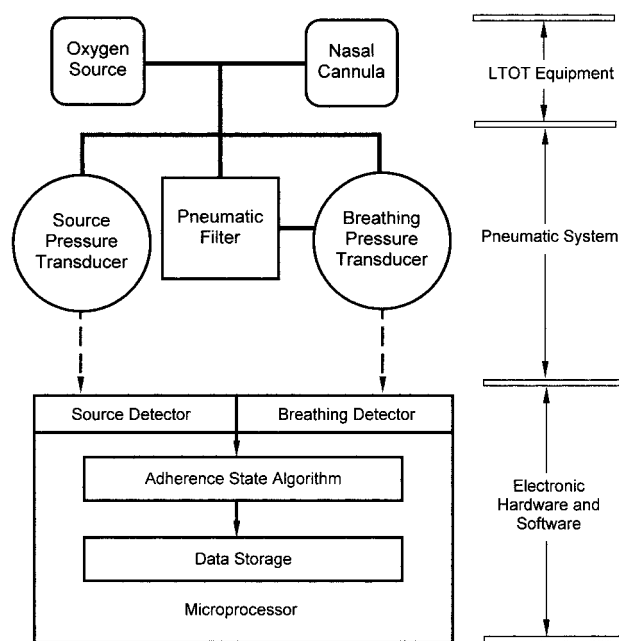 Oxygen
Source
Nasal
Cannula
LTOT Equipment
Source
Pressure
Transducer
Pneumatic
Filter
Breathing
Pressure
Transducer
Pneumatic System
Source Detector
Breathing Detector
Adherence State Algorithm
Data Storage
Microprocessor
Electronic
Hardware and
Software